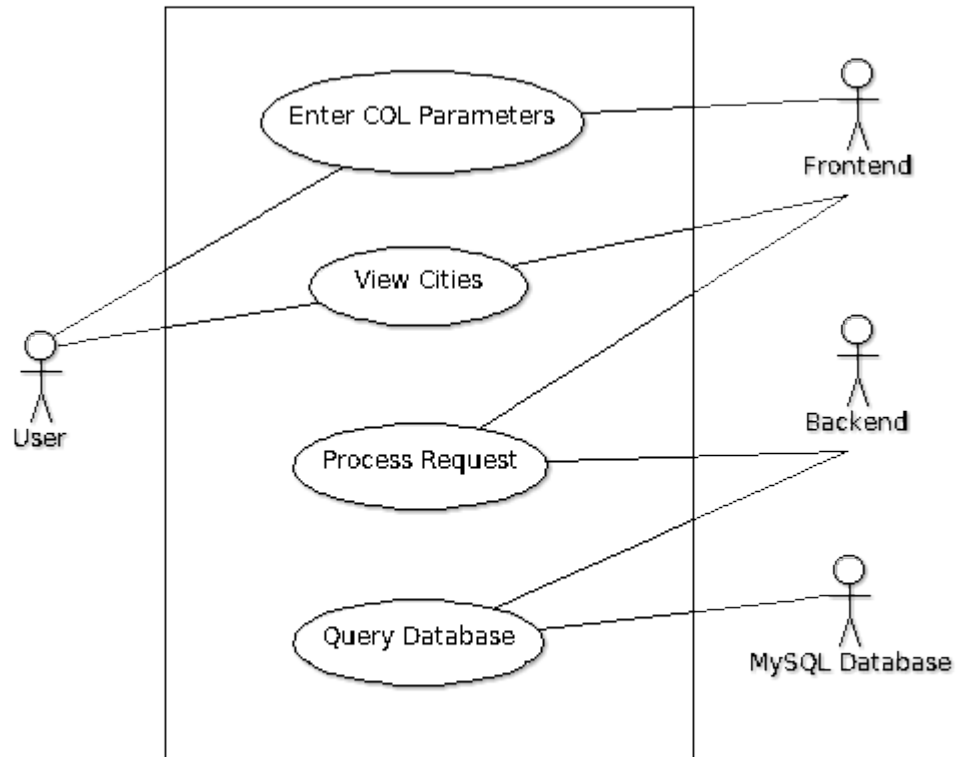 Enter COL Parameters
Frontend
View Cities
User
Backend
Process Request
Query Database
MySQL Database